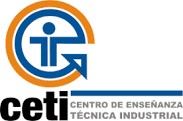 ceti
CENTRO DE ENSEÑANZA
TÉCNICA INDUSTRIAL